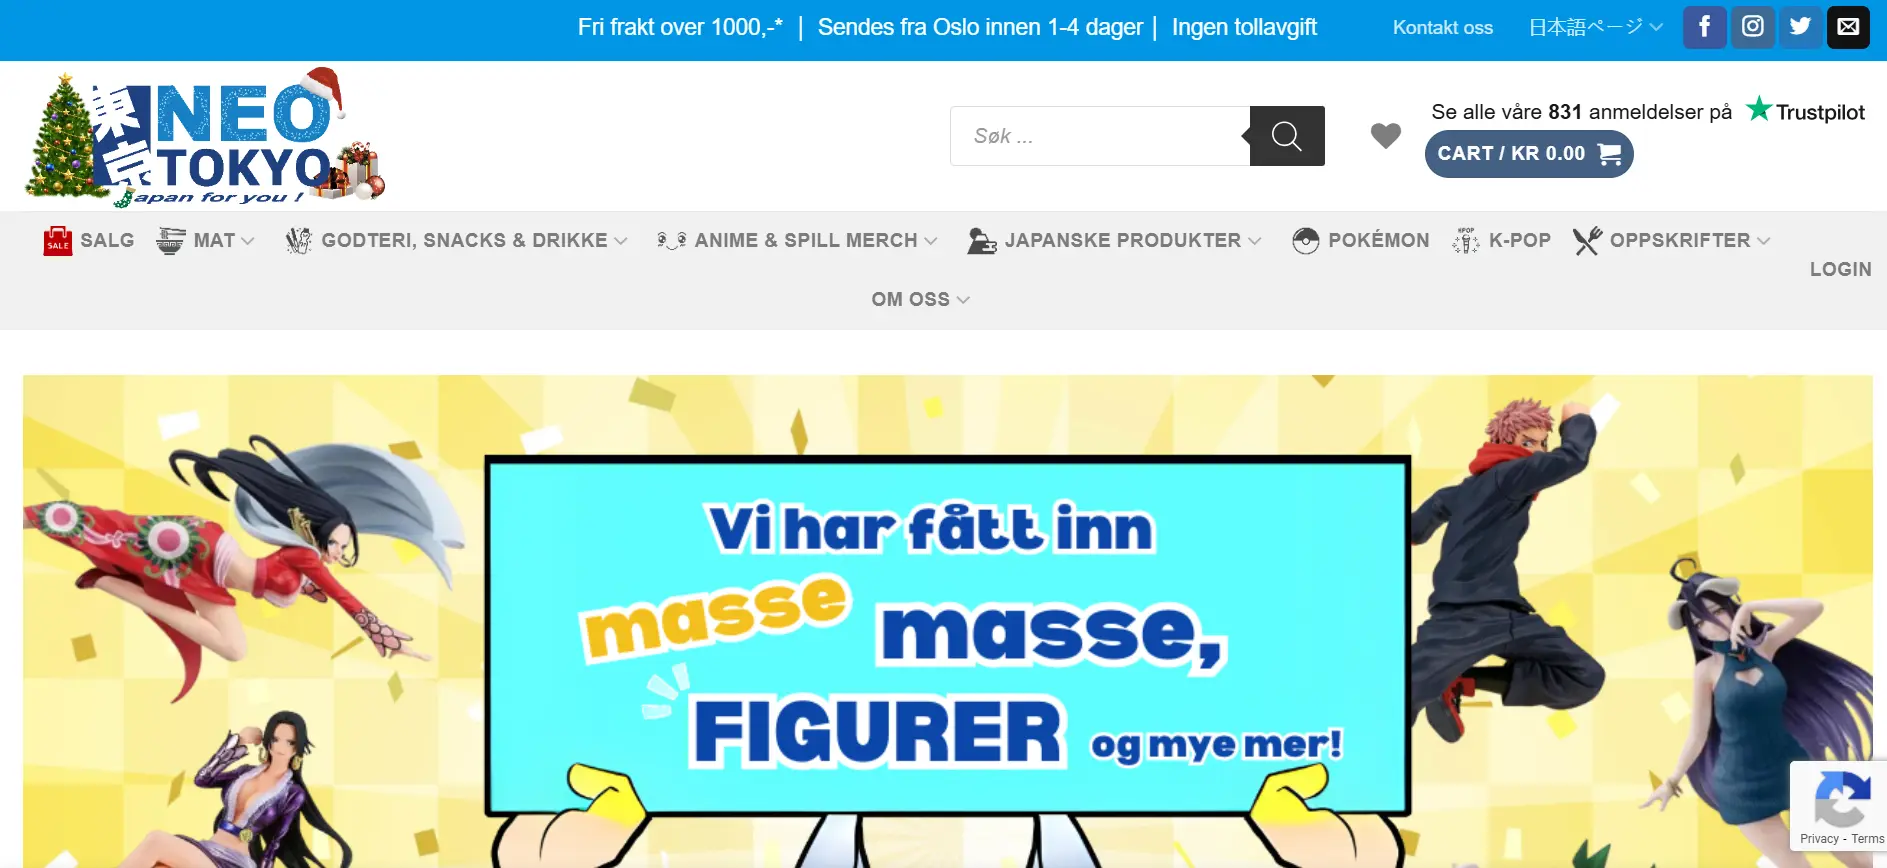 Fri frakt over 1000,-* | Sendes fra Oslo innen 1-4 dager | Ingen tollavgift
Kontakt oss
日本語ページ
東京
NEO
TOKYO
Japan for you !
Søk ...
Se alle våre 831 anmeldelser på
Trustpilot
CART / KR 0.00
SALE
SALG
MAT
GODTERI, SNACKS & DRIKKE
ANIME & SPILL MERCH
JAPANSKE PRODUKTER
POKÉMON
KPOP
K-POP
OPPSKRIFTER
OM OSS
LOGIN
Vi har fått inn
masse masse,
FIGURER og mye mer!
Privacy - Terms